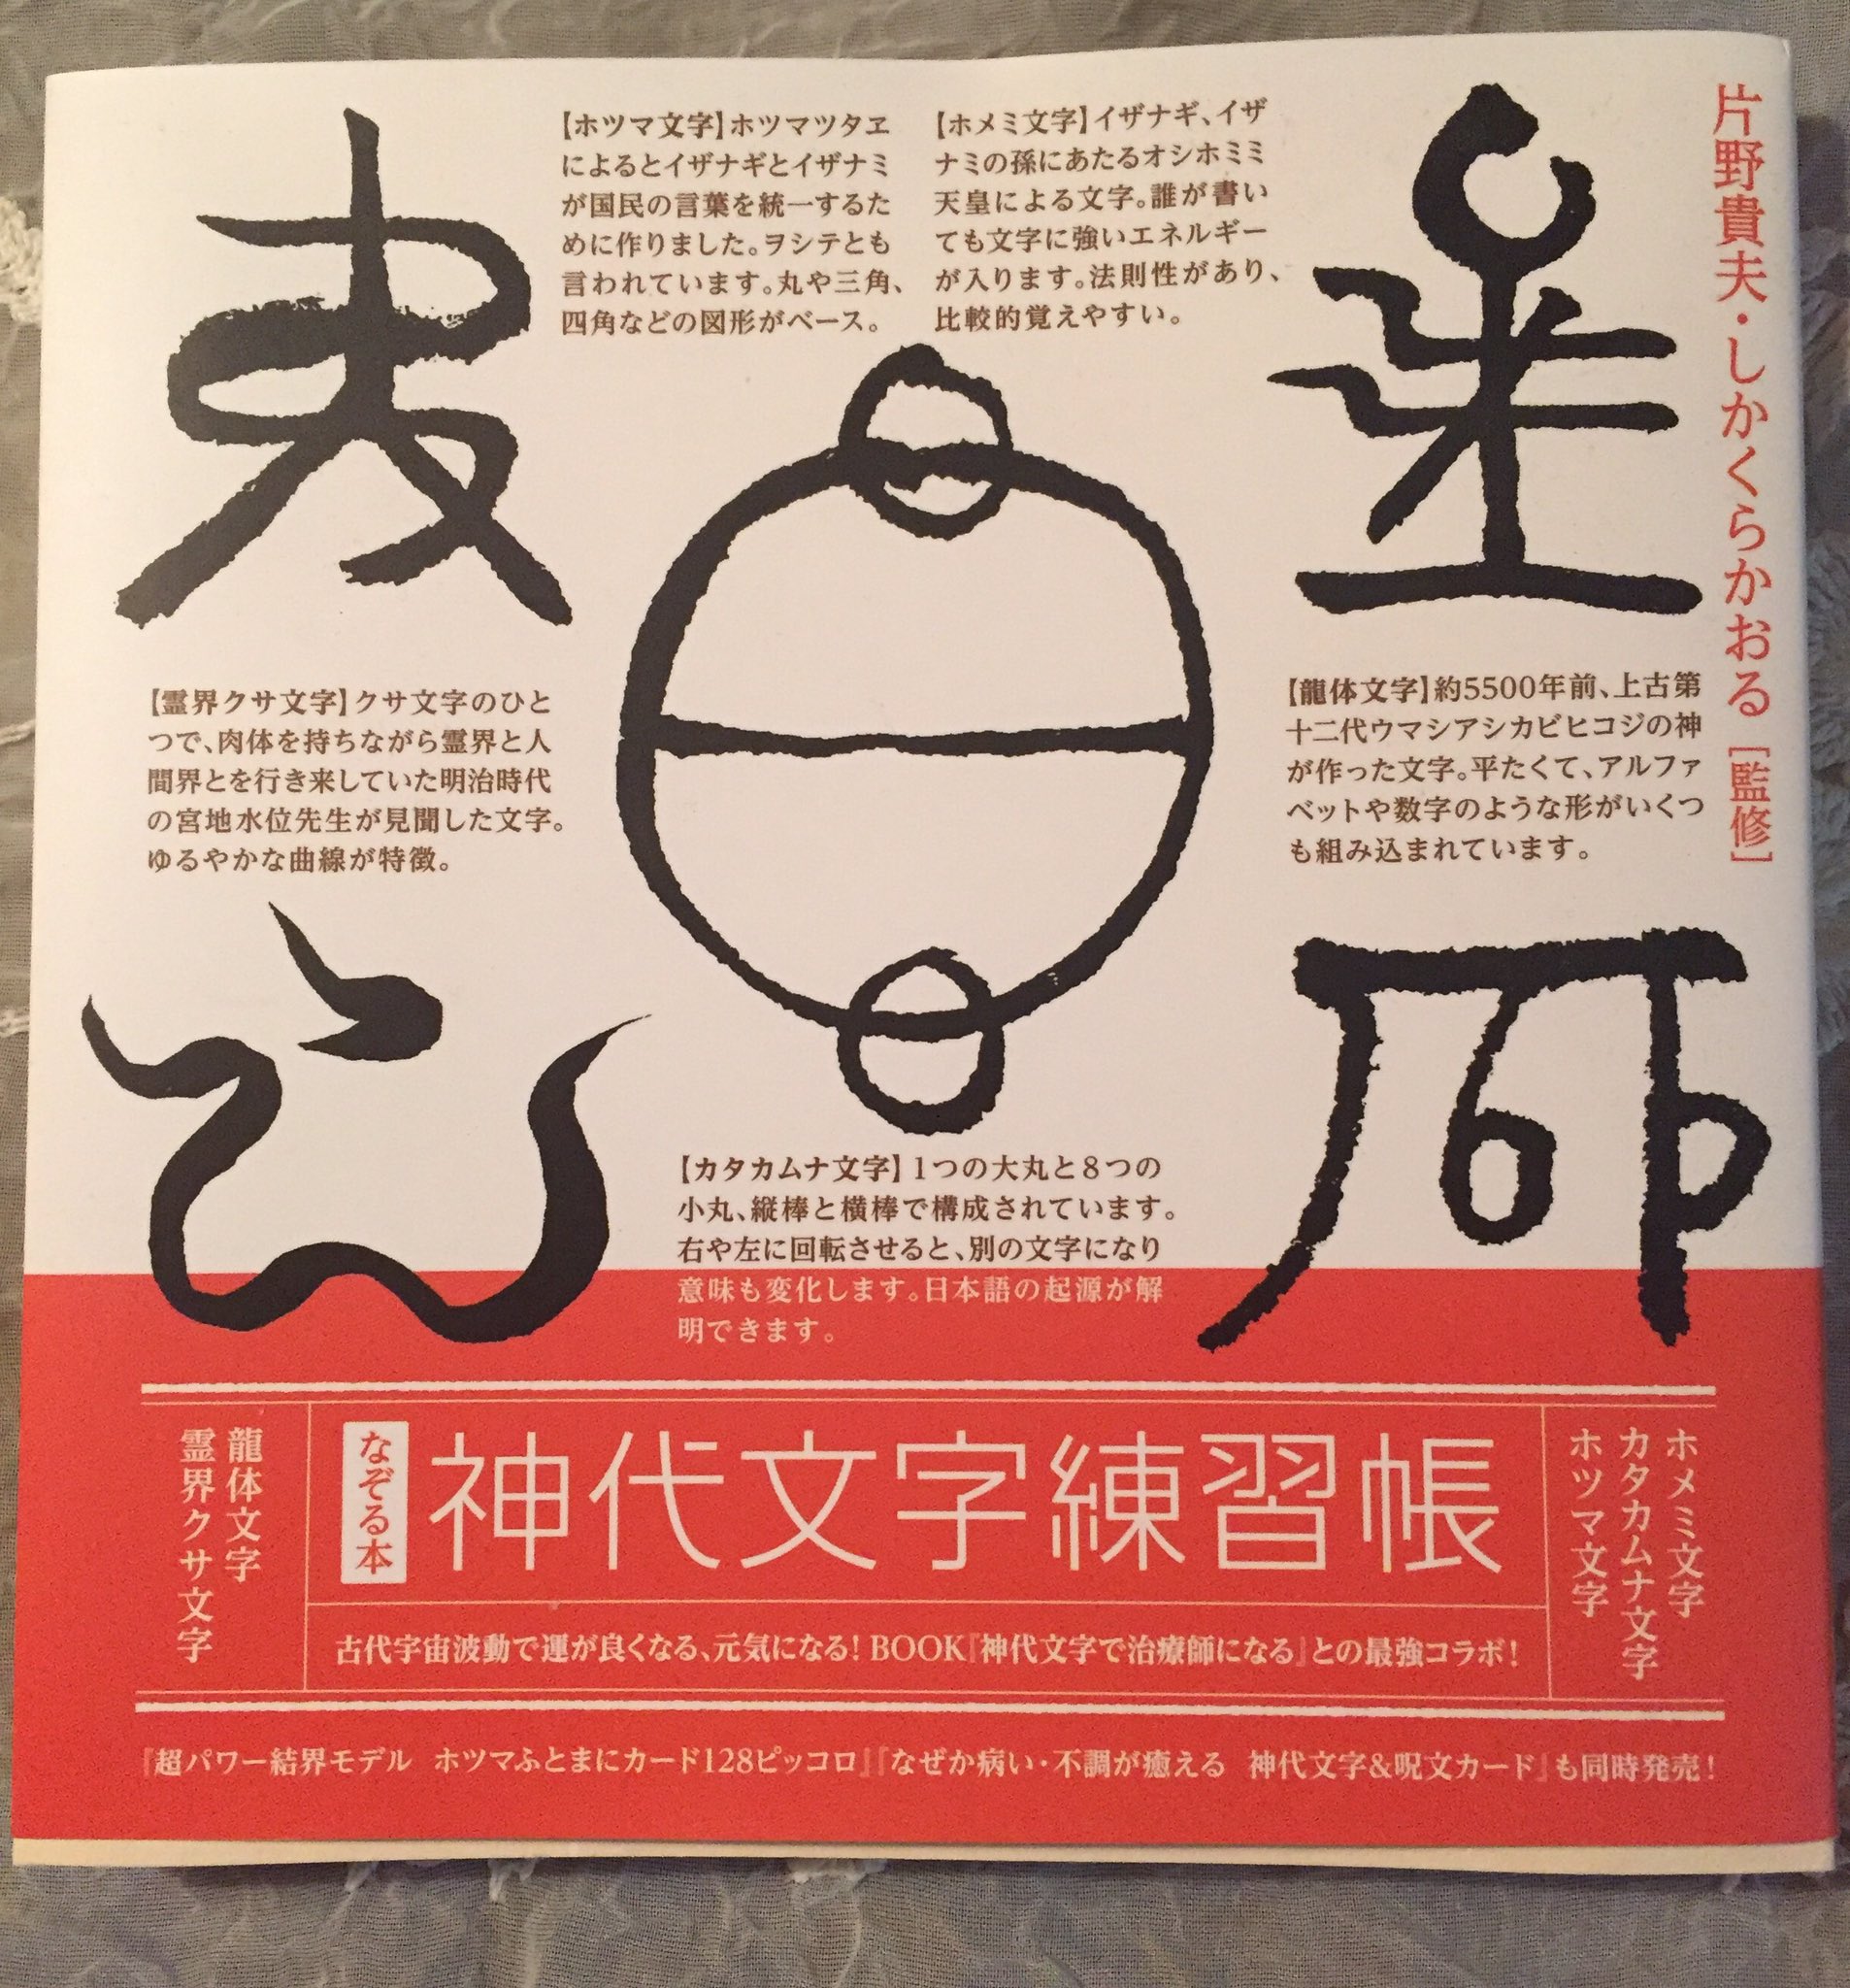 片野貴夫・しかくらかおる［監修］
【ホメミ文字】イザナギ、イザ
ナミの孫にあたるオシホミミ
天皇による文字。誰が書い
ても文字に強いエネルギー
が入ります。法則性があり、
比較的覚えやすい。
【ホツマ文字】ホツマツタヱ
によるとイザナギとイザナミ
が国民の言葉を統一するた
めに作りました。ヲシテとも
言われています。丸や三角、
四角などの図形がベース。
【龍体文字】約5500年前、上古第
十二代ウマシアシカビヒコジの神
が作った文字。平たくて、アルファ
ベットや数字のような形がいくつ
も組み込まれています。
【霊界クサ文字】クサ文字のひと
つで、肉体を持ちながら霊界と人
間界とを行き来していた明治時代
の宮地水位先生が見聞した文字。
ゆるやかな曲線が特徴。
【カタカムナ文字】1つの大丸と8つの
小丸、縦棒と横棒で構成されています。
右や左に回転させると、別の文字になり
意味も変化します。日本語の起源が解
明できます。
ホメミ文字
カタカムナ文字
ホツマ文字
なぞる本
神代文字練習帳
古代宇宙波動で運が良くなる、元気になる！BOOK『神代文字で治療師になる』との最強コラボ！
龍体文字
霊界クサ文字
『超パワー結界モデル　ホツマふとまにカード128ピッコロ』『なぜか病い・不調が癒える　神代文字&呪文カード』も同時発売！